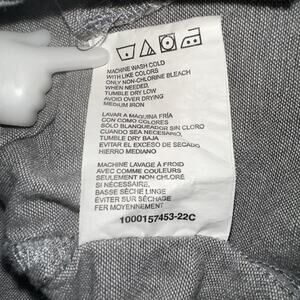 MACHINE WASH COLD
WITH LIKE COLORS
ONLY NON-CHLORINE BLEACH
WHEN NEEDED,
TUMBLE DRY LOW
AVOID OVER DRYING
MEDIUM IRON
LAVAR A MAQUINA FRÍA
CON COMO COLORES
SÓLO BLANQUEADOR SIN CLORO
CUANDO SEA NECESARIO,
TUMBLE DRY BAJA
EVITAR EL EXCESO DE SECADO
HIERRO MEDIANO
MACHINE LAVAGE À FROID
AVEC COMME COULEURS
SEULEMENT NON CHLORÉ
SI NÉCESSAIRE,
BASSE SÈCHE LINGE
ÉVITER SUR SÉCHAGE
FER MOYENNEMENT
1000157453-22C